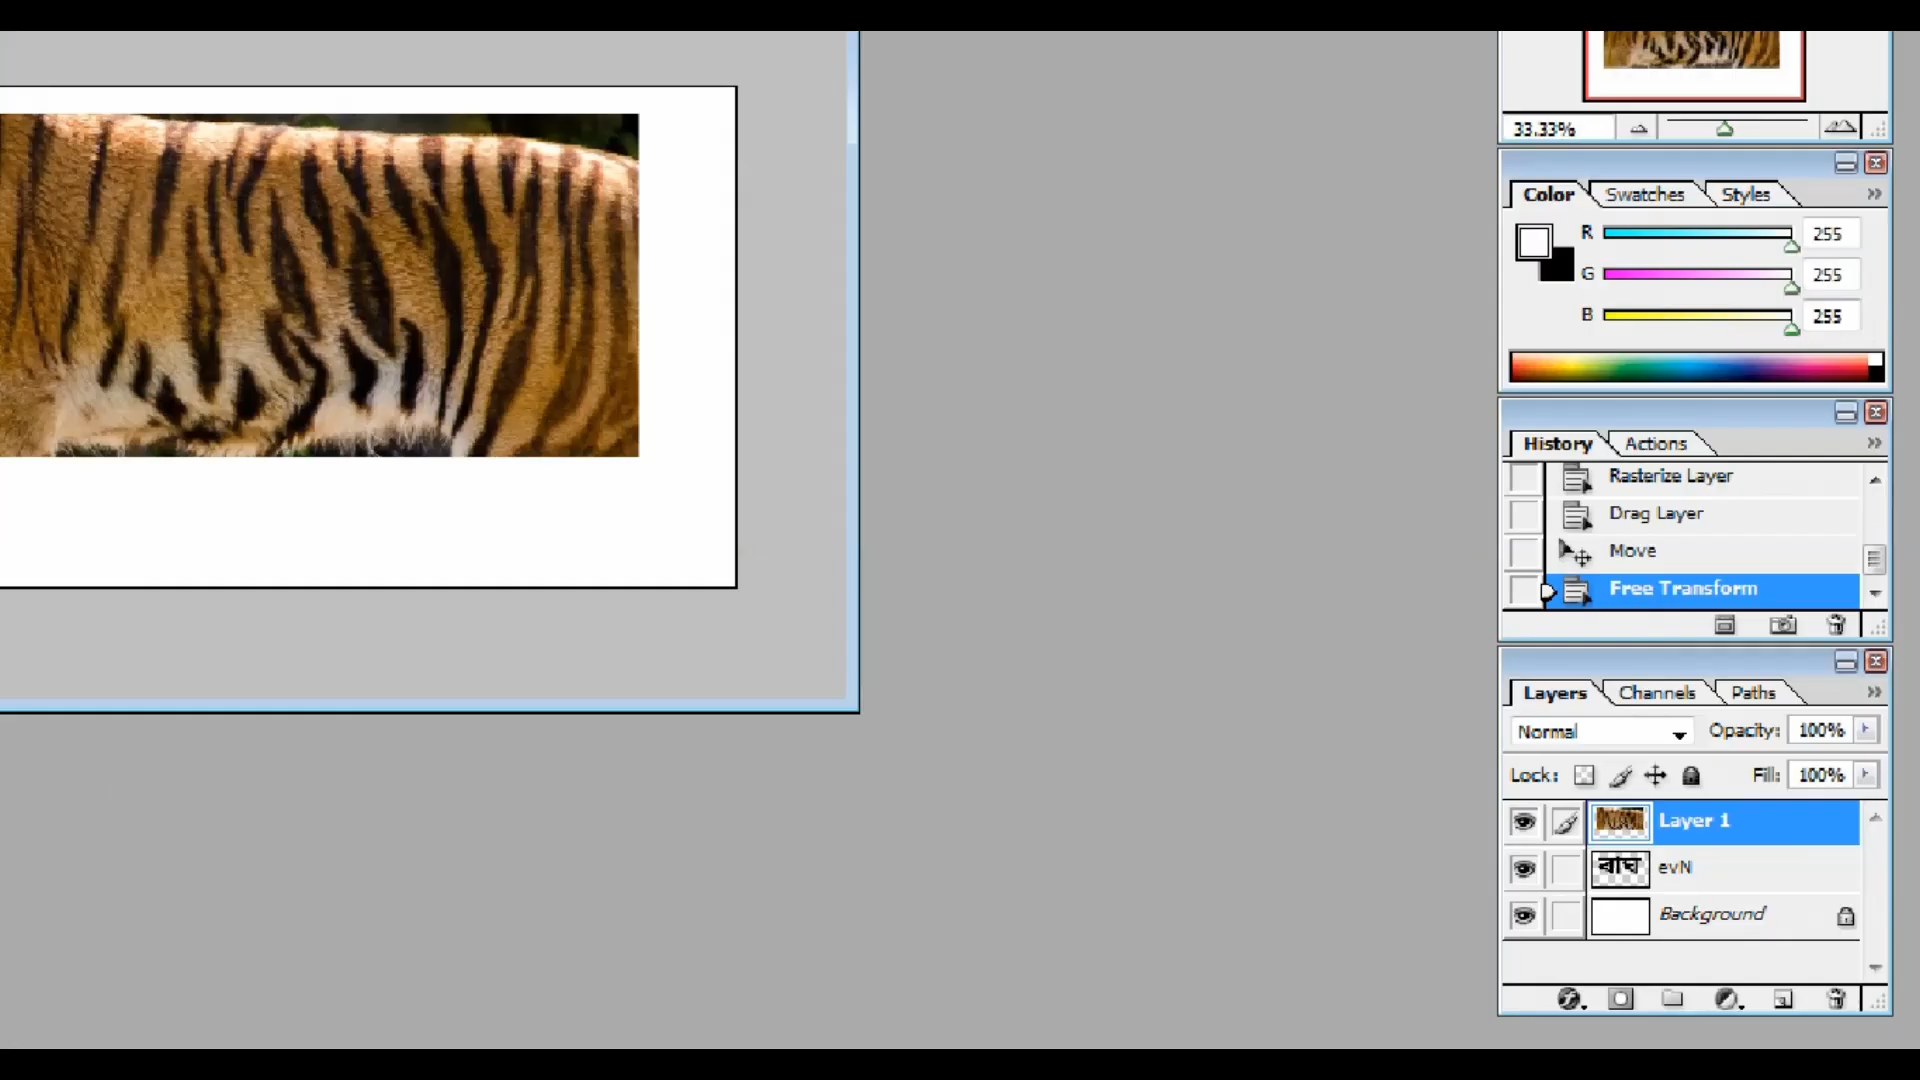 33.33%
Color Swatches Styles
R 255
G 255
B 255
History Actions
Rasterize Layer
Drag Layer
Move
Free Transform
Layers Channels Paths
Normal Opacity: 100%
Lock: Fill: 100%
Layer 1
বাঘ evN
Background